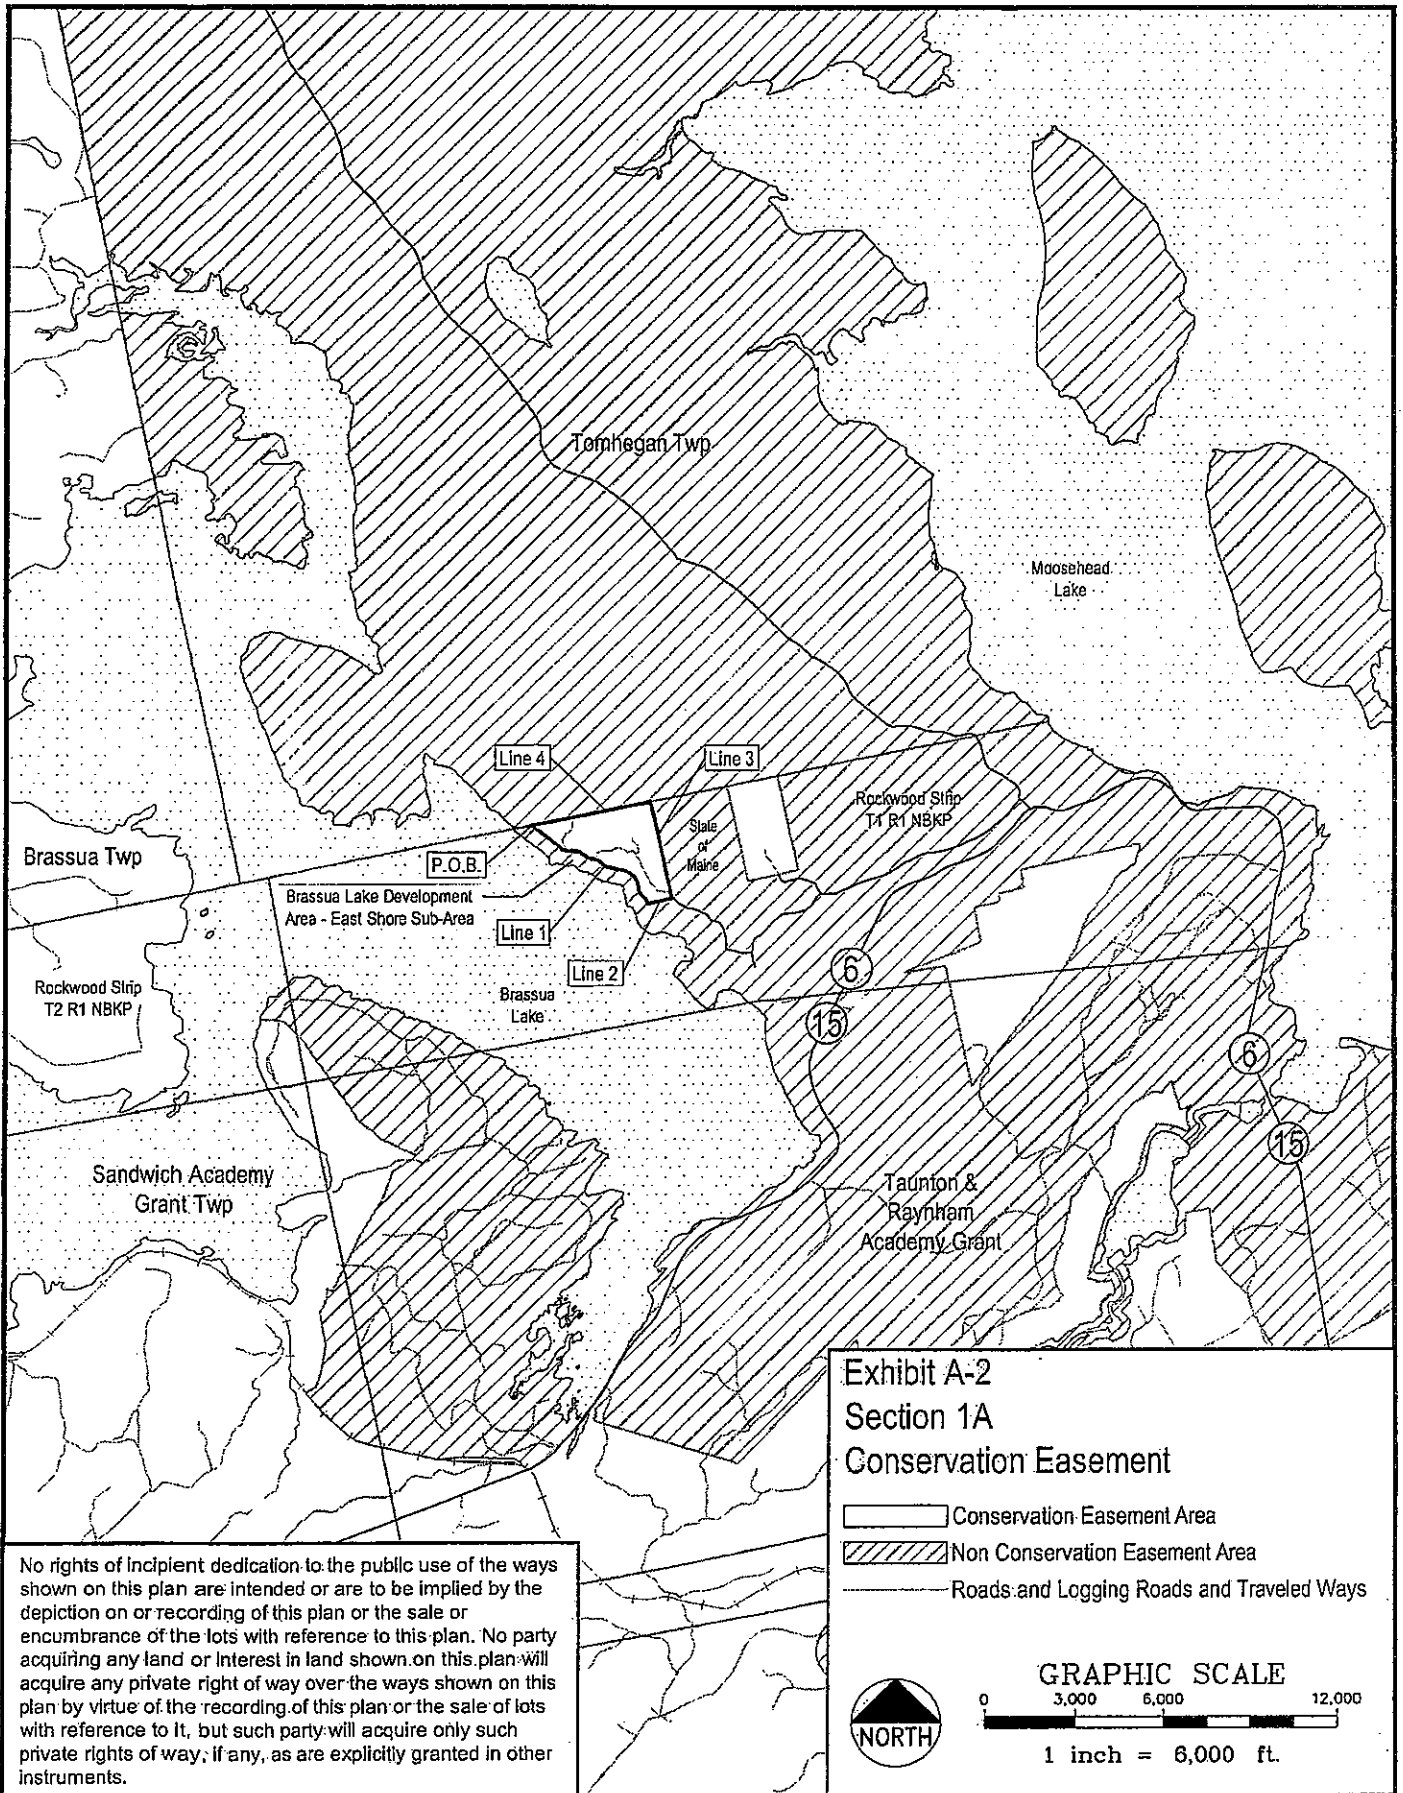 Tomhegan Twp
Moosehead
Lake
Line 4
Line 3
Rockwood Strip
T1 R1 NBKP
State
of
Maine
Brassua Twp
P.O.B.
Brassua Lake Development
Area - East Shore Sub-Area
Line 1
Line 2
Rockwood Strip
T2 R1 NBKP
Brassua
Lake
6
15
6
15
Sandwich Academy
Grant Twp
Taunton &
Raynham
Academy Grant
Exhibit A-2
Section 1A
Conservation Easement
Conservation Easement Area
Non Conservation Easement Area
Roads and Logging Roads and Traveled Ways
No rights of incipient dedication to the public use of the ways
shown on this plan are intended or are to be implied by the
depiction on or recording of this plan or the sale or
encumbrance of the lots with reference to this plan. No party
acquiring any land or interest in land shown on this plan will
acquire any private right of way over the ways shown on this
plan by virtue of the recording of this plan or the sale of lots
with reference to it, but such party will acquire only such
private rights of way, if any, as are explicitly granted in other
instruments.
NORTH
GRAPHIC SCALE
0 3,000 6,000 12,000
1 inch = 6,000 ft.